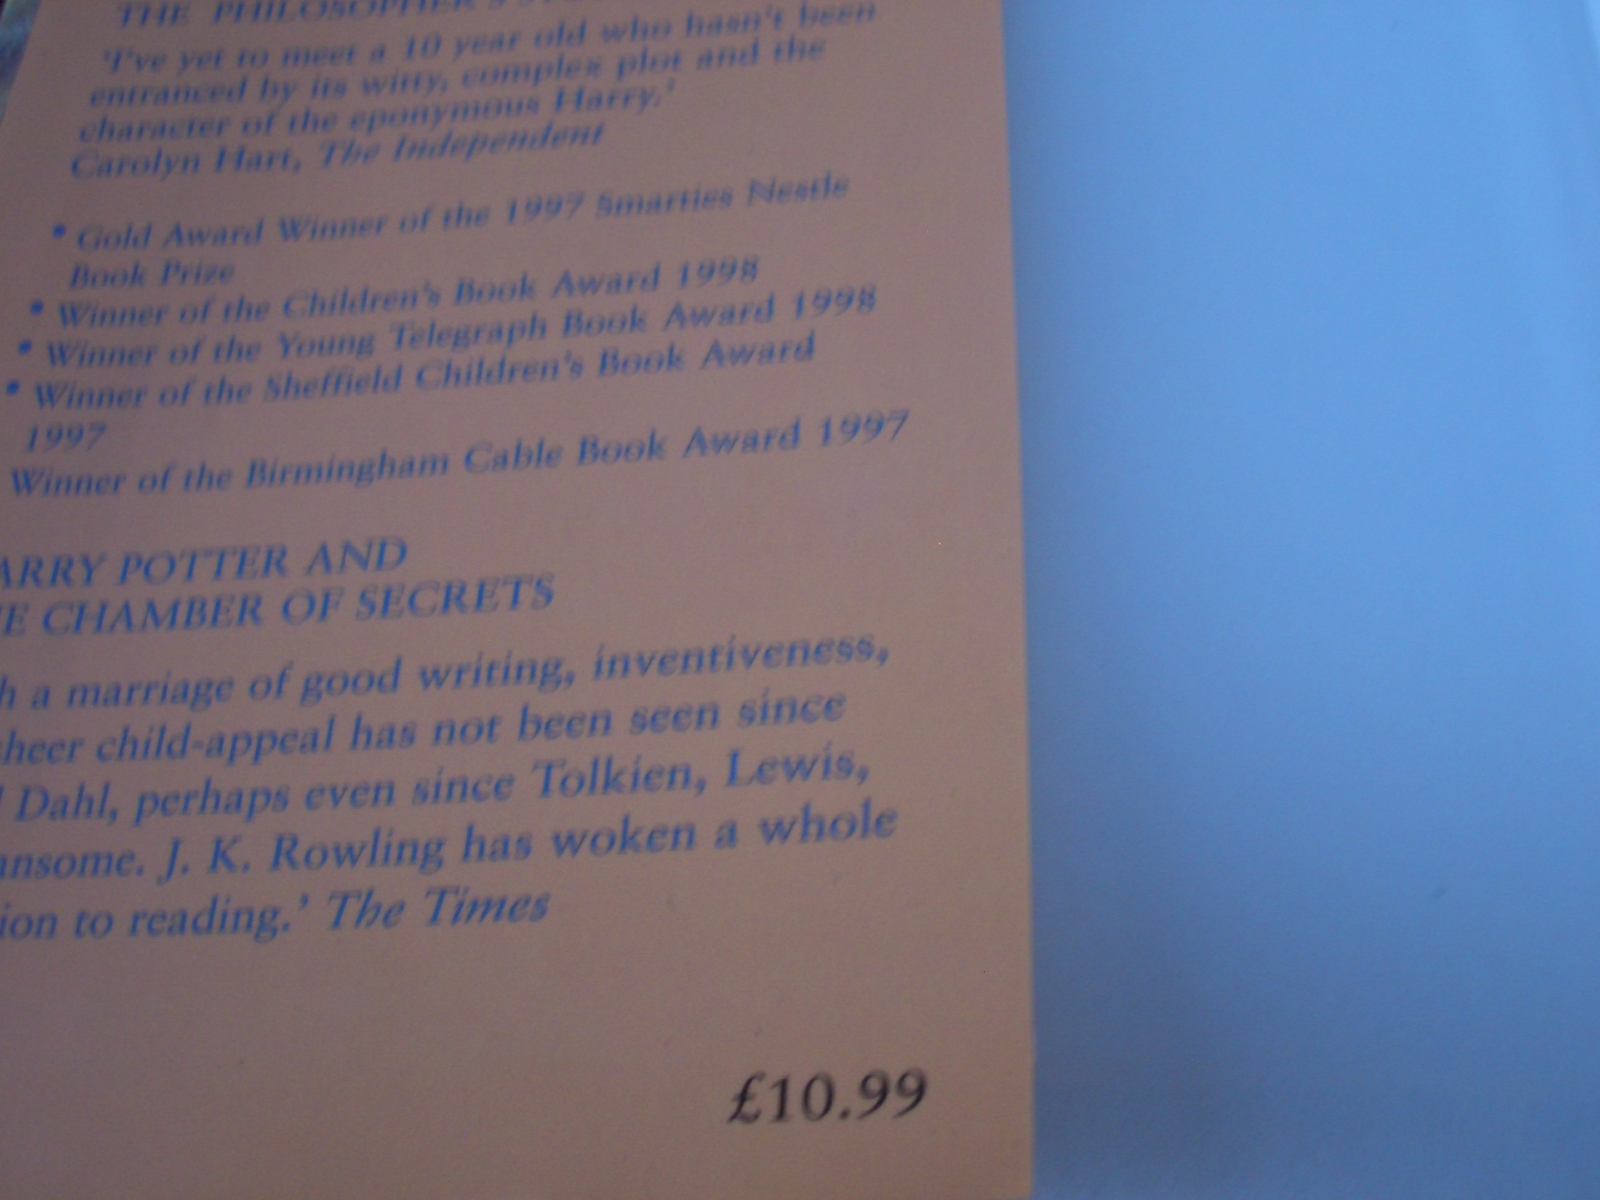 THE PHILOSOPHER'S
'I've yet to meet a 10 year old who hasn't been
entranced by its witty, complex plot and the
character of the eponymous Harry.'
Carolyn Hart, The Independent
* Gold Award Winner of the 1997 Smarties Nestle
Book Prize
* Winner of the Children's Book Award 1998
* Winner of the Young Telegraph Book Award 1998
* Winner of the Sheffield Children's Book Award
1997
Winner of the Birmingham Cable Book Award 1997
ARRY POTTER AND
E CHAMBER OF SECRETS
h a marriage of good writing, inventiveness,
sheer child-appeal has not been seen since
l Dahl, perhaps even since Tolkien, Lewis,
ansome. J. K. Rowling has woken a whole
ion to reading.' The Times
£10.99